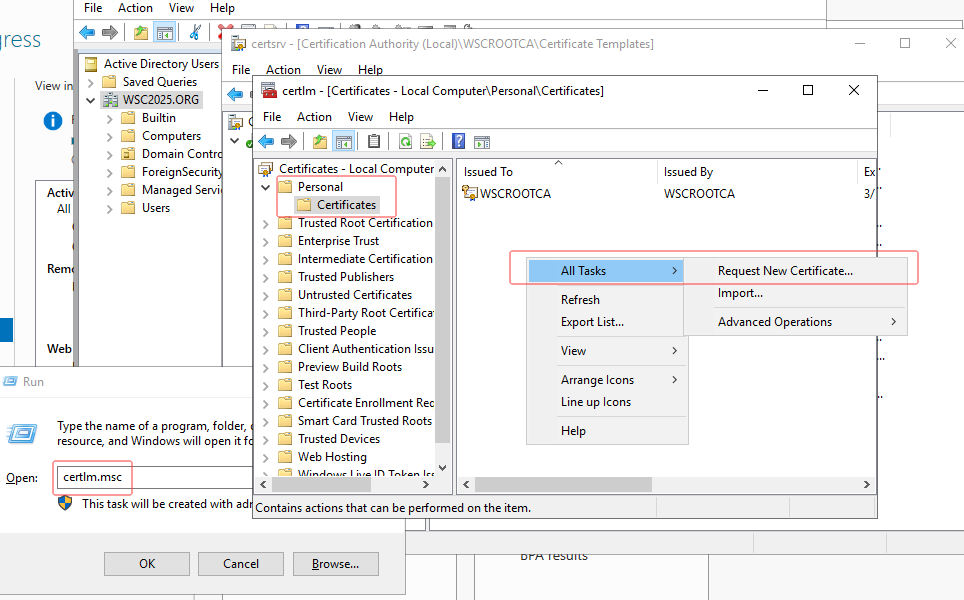 File Action View Help
gress
View in
Active Directory Users
Saved Queries
WSC2025.ORG
Builtin
Computers
Domain Contro
ForeignSecurity
Managed Servi
Users
Activ
All
Remo
Web
certsrv - [Certification Authority (Local)\WSCROOTCA\Certificate Templates]
File Action View Help
certlm - [Certificates - Local Computer\Personal\Certificates]
File Action View Help
Certificates - Local Computer
Personal
Certificates
Trusted Root Certification
Enterprise Trust
Intermediate Certification
Trusted Publishers
Untrusted Certificates
Third-Party Root Certifica
Trusted People
Client Authentication Issu
Preview Build Roots
Test Roots
Certificate Enrollment Rec
Smart Card Trusted Roots
Trusted Devices
Web Hosting
Windows Live ID Token Iss
Issued To Issued By Ex
WSCROOTCA WSCROOTCA 3/
All Tasks
Refresh
Export List...
View
Arrange Icons
Line up Icons
Help
Request New Certificate...
Import...
Advanced Operations
Contains actions that can be performed on the item.
Run
Type the name of a program, folder,
resource, and Windows will open it fo
Open: certlm.msc
This task will be created with adr
OK Cancel Browse...
BPA results